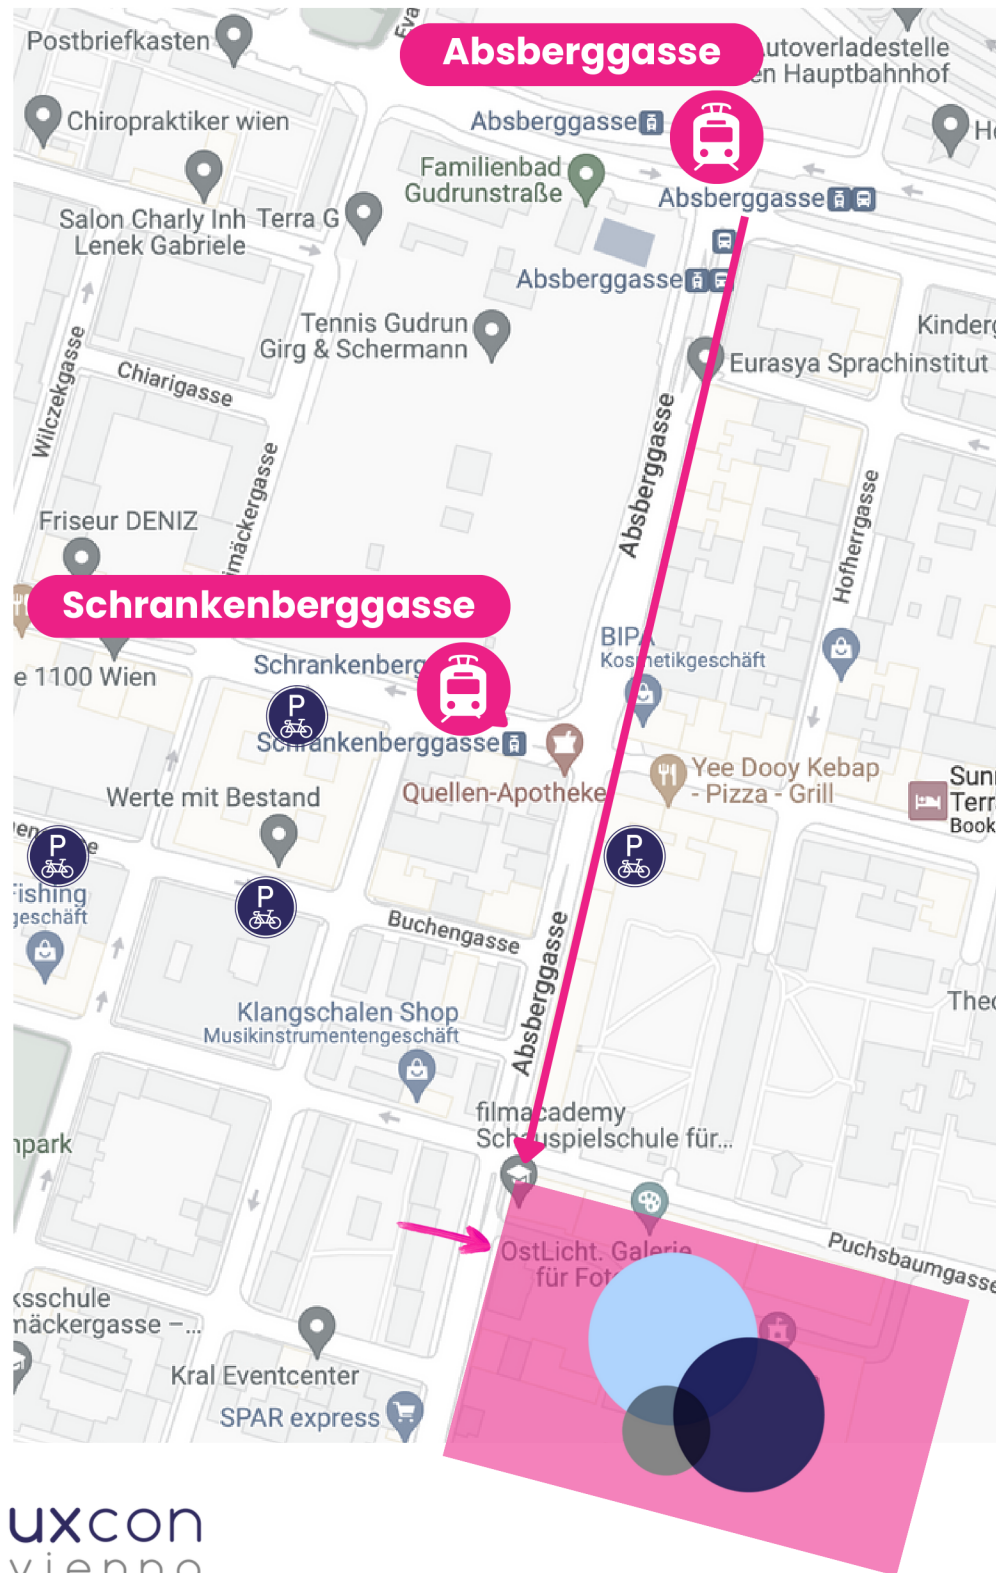 Postbriefkasten
Absberggasse
en Hauptbahnhof
Chiropraktiker wien
Absberggasse
Familienbad
Gudrunstraße
Absberggasse
Salon Charly Inh
Lenek Gabriele
Terra G
Absberggasse
Tennis Gudrun
Girg & Schermann
Eurasya Sprachinstitut
Wilczekgasse
Chiarigasse
Absberggasse
Hofherrgasse
Friseur DENIZ
Schrankenberggasse
BIPA
Kosmetikgeschäft
e 1100 Wien
P
Schrankenberggasse
Quellen-Apotheke
Yee Dooy Kebap
- Pizza - Grill
Werte mit Bestand
P
P
P
geschäft
Buchengasse
Absberggasse
Klangschalen Shop
Musikinstrumentengeschäft
filmacademy
Schauspielschule für...
OstLicht. Galerie
für
Puchsbaumgasse
Kral Eventcenter
SPAR express
uxcon
vienna